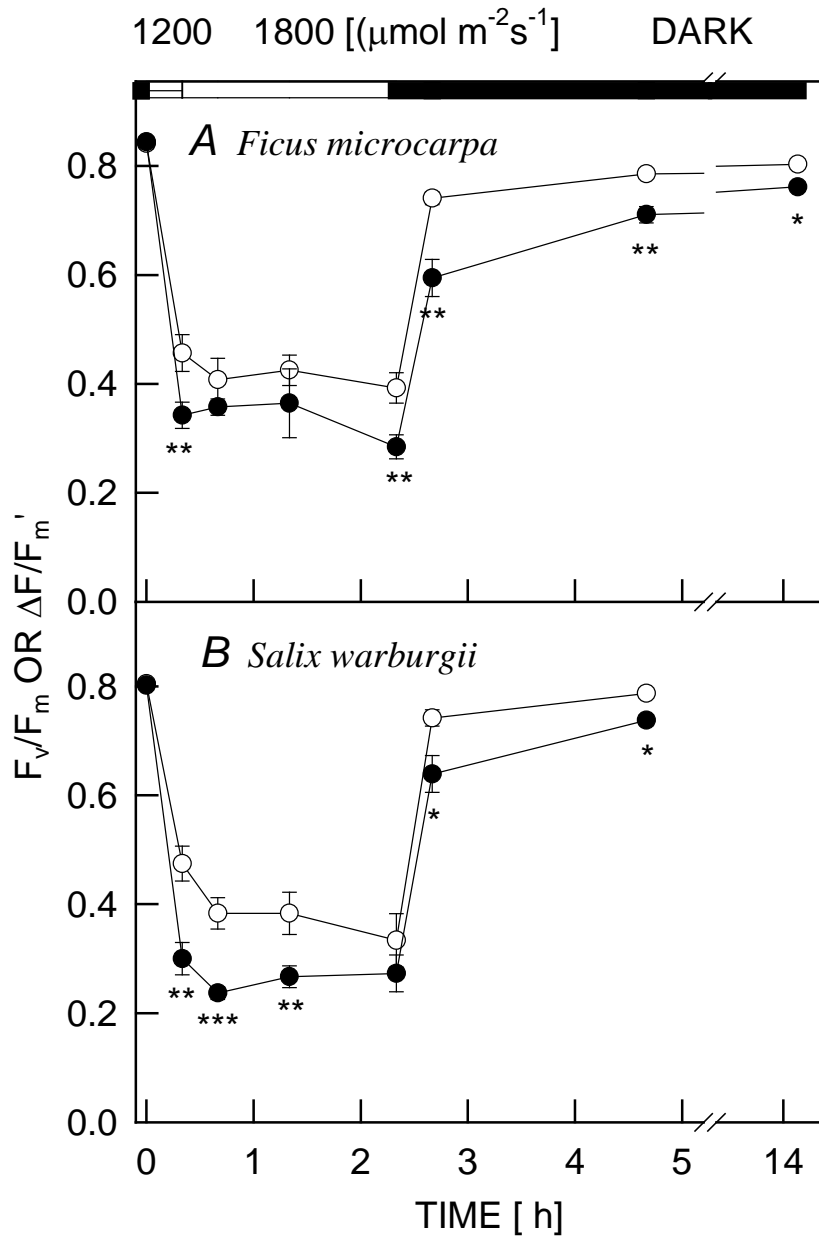 1200 1800 [(μmol m⁻²s⁻¹] DARK
A Ficus microcarpa
0.8
*
**
0.6
**
0.4
** **
0.2
0.0
B Salix warburgii
0.8
*
0.6
*
0.4
** *** **
0.2
0.0
0 1 2 3 4 5 14
TIME [ h]
Fᵥ/Fₘ OR ΔF/Fₘ'